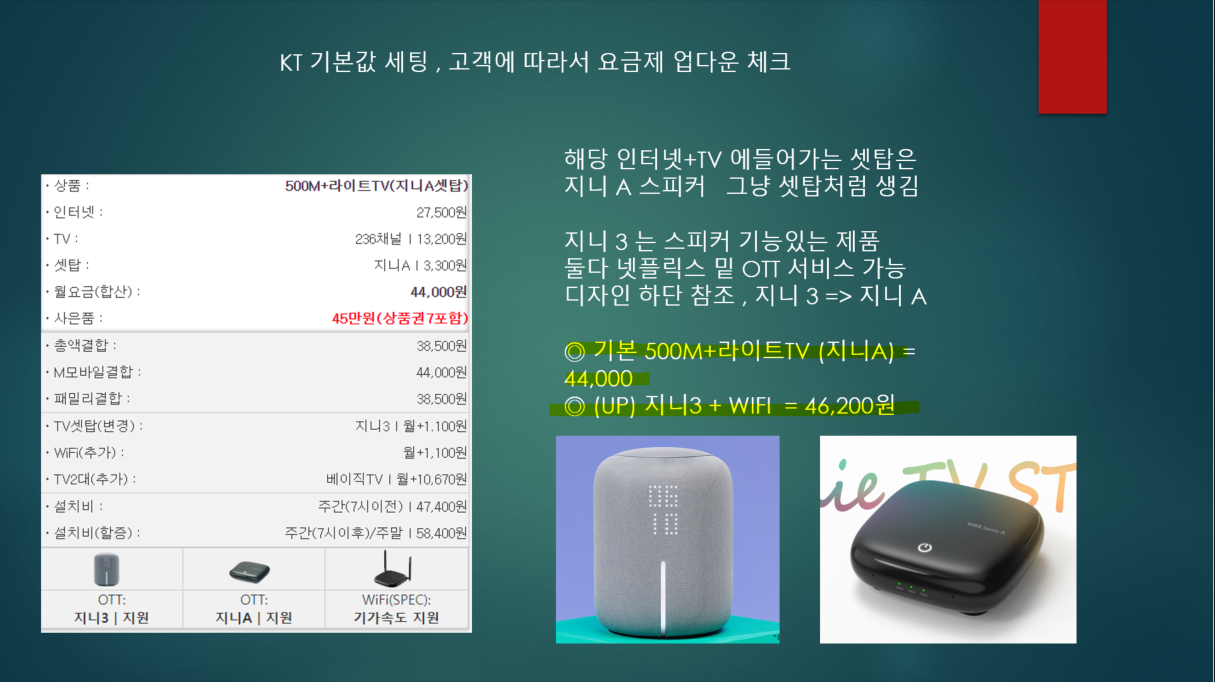 KT 기본값 세팅 , 고객에 따라서 요금제 업다운 체크
· 상품 : 500M+라이트TV(지니A셋탑)
· 인터넷 : 27,500원
· TV : 236채널 | 13,200원
· 셋탑 : 지니A | 3,300원
· 월요금(합산) : 44,000원
· 사은품 : 45만원(상품권7포함)
· 총액결합 : 38,500원
· M모바일결합 : 44,000원
· 패밀리결합 : 38,500원
· TV셋탑(변경) : 지니3 | 월+1,100원
· WiFi(추가) : 월+1,100원
· TV2대(추가) : 베이직TV | 월+10,670원
· 설치비 : 주간(7시이전) | 47,400원
· 설치비(할증) : 주간(7시이후)/주말 | 58,400원
OTT:
지니3 | 지원
OTT:
지니A | 지원
WiFi(SPEC):
기가속도 지원
해당 인터넷+TV 에들어가는 셋탑은
지니 A 스피커 그냥 셋탑처럼 생김
지니 3 는 스피커 기능있는 제품
둘다 넷플릭스 밑 OTT 서비스 가능
디자인 하단 참조 , 지니 3 => 지니 A
◎ 기본 500M+라이트TV (지니A) =
44,000
◎ (UP) 지니3 + WIFI = 46,200원
06
10
ie TV ST
GIGA Genie A